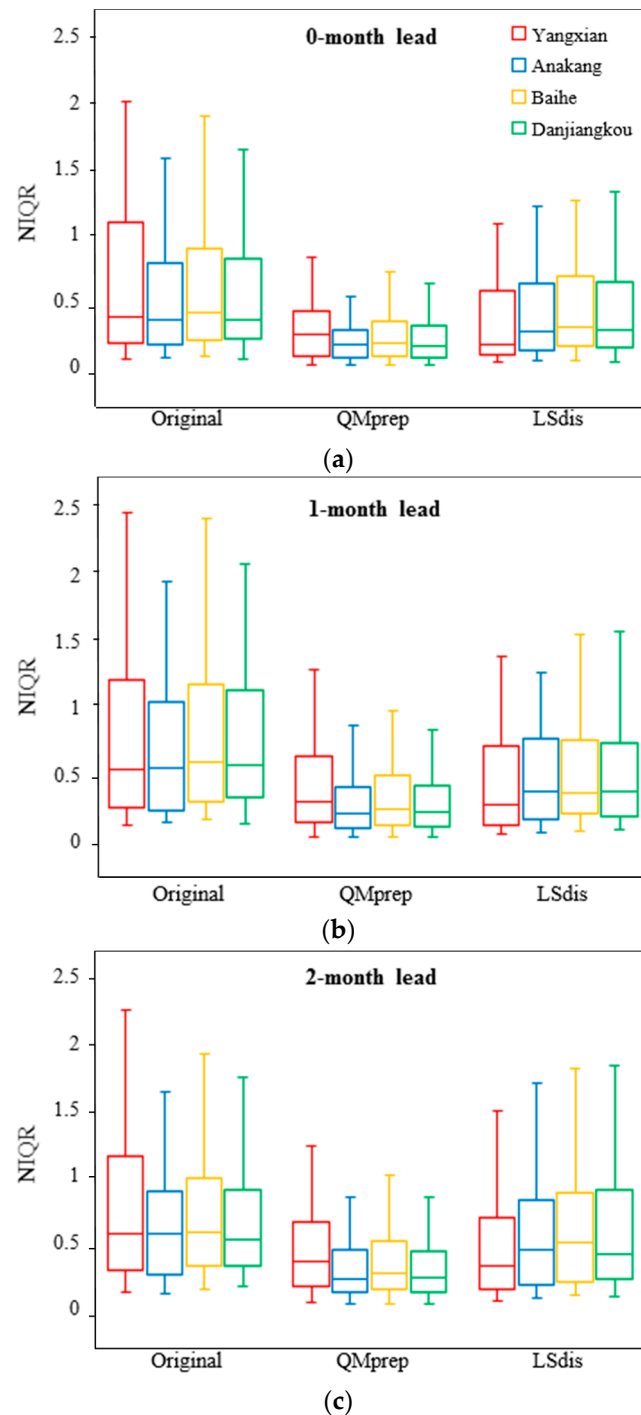 2.5
0-month lead
Yangxian
2
Anakang
Baihe
1.5
Danjiangkou
NIQR
1
0.5
0
Original QMprep LSdis
(a)
2.5
1-month lead
2
1.5
NIQR
1
0.5
0
Original QMprep LSdis
(b)
2.5
2-month lead
2
1.5
NIQR
1
0.5
0
Original QMprep LSdis
(c)